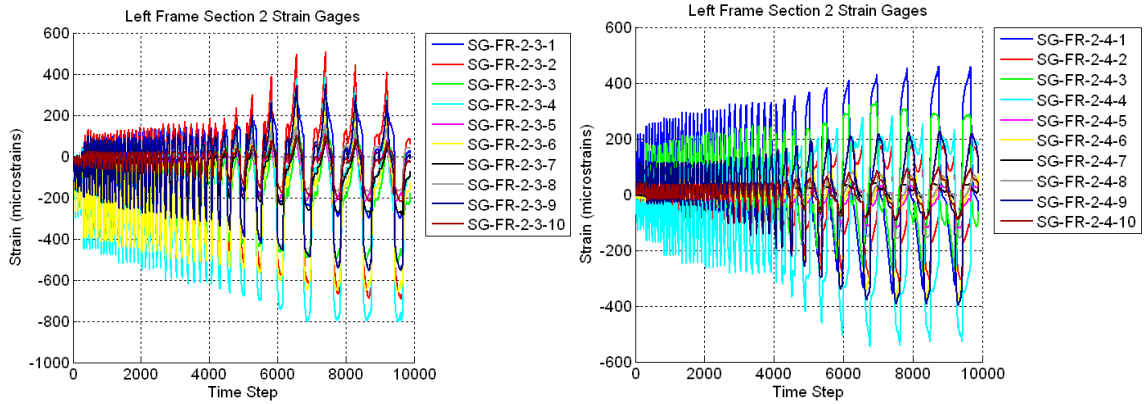 Left Frame Section 2 Strain Gages
600
400
200
0
-200
-400
-600
-800
-1000
Strain (microstrains)
0
2000
4000
6000
8000
10000
Time Step
SG-FR-2-3-1
SG-FR-2-3-2
SG-FR-2-3-3
SG-FR-2-3-4
SG-FR-2-3-5
SG-FR-2-3-6
SG-FR-2-3-7
SG-FR-2-3-8
SG-FR-2-3-9
SG-FR-2-3-10
Left Frame Section 2 Strain Gages
600
400
200
0
-200
-400
-600
Strain (microstrains)
0
2000
4000
6000
8000
10000
Time Step
SG-FR-2-4-1
SG-FR-2-4-2
SG-FR-2-4-3
SG-FR-2-4-4
SG-FR-2-4-5
SG-FR-2-4-6
SG-FR-2-4-7
SG-FR-2-4-8
SG-FR-2-4-9
SG-FR-2-4-10